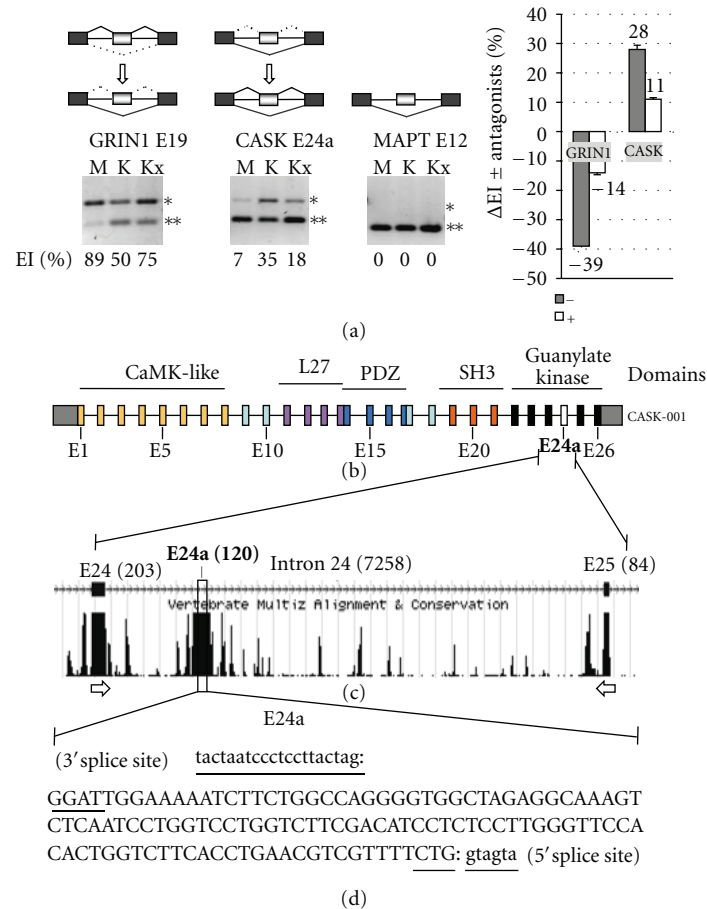 GRIN1 E19 CASK E24a MAPT E12
M K Kx M K Kx M K Kx
* * *
** ** **
EI (%) 89 50 75 7 35 18 0 0 0
ΔEI ± antagonists (%)
40
30
20
10
0
−10
−20
−30
−40
−50
28
11
GRIN1 CASK
−14
−39
−
+
(a)
CaMK-like L27 PDZ SH3 Guanylate kinase Domains
CASK-001
E1 E5 E10 E15 E20 E24a E26
(b)
E24 (203) E24a (120) Intron 24 (7258) E25 (84)
Vertebrate Multiz Alignment & Conservation
(c)
E24a
(3′ splice site) tactaatccctccttactag:
GGATTGGAAAAATCTTCTGGCCAGGGGTGGCTAGAGGCAAAGT
CTCAATCCTGGTCCTGGTCTTCGACATCCTCTCCTTGGGTTCCA
CACTGGTCTTCACCTGAACGTCGTTTTCTG: gtagta (5′ splice site)
(d)